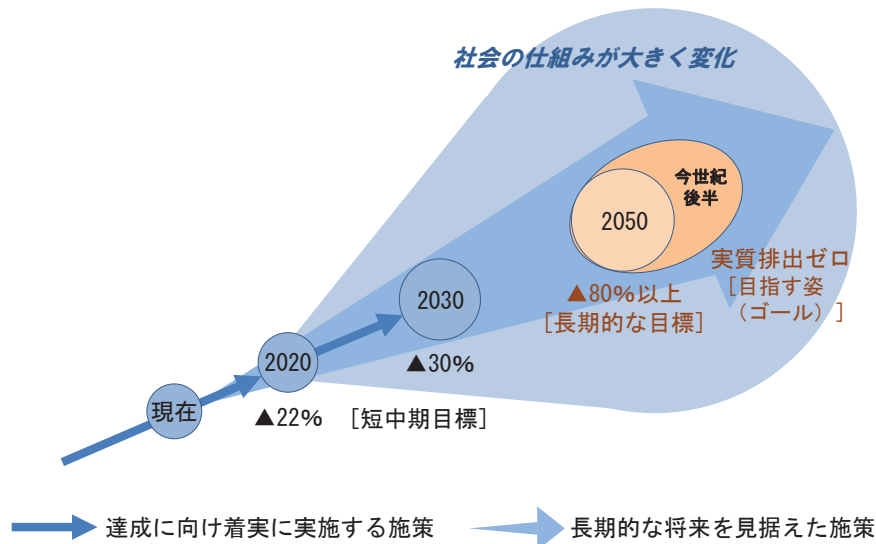 社会の仕組みが大きく変化
今世紀
後半
2050
実質排出ゼロ
［目指す姿
（ゴール）］
▲80%以上
［長期的な目標］
2030
▲30%
2020
▲22% ［短中期目標］
現在
達成に向け着実に実施する施策
長期的な将来を見据えた施策